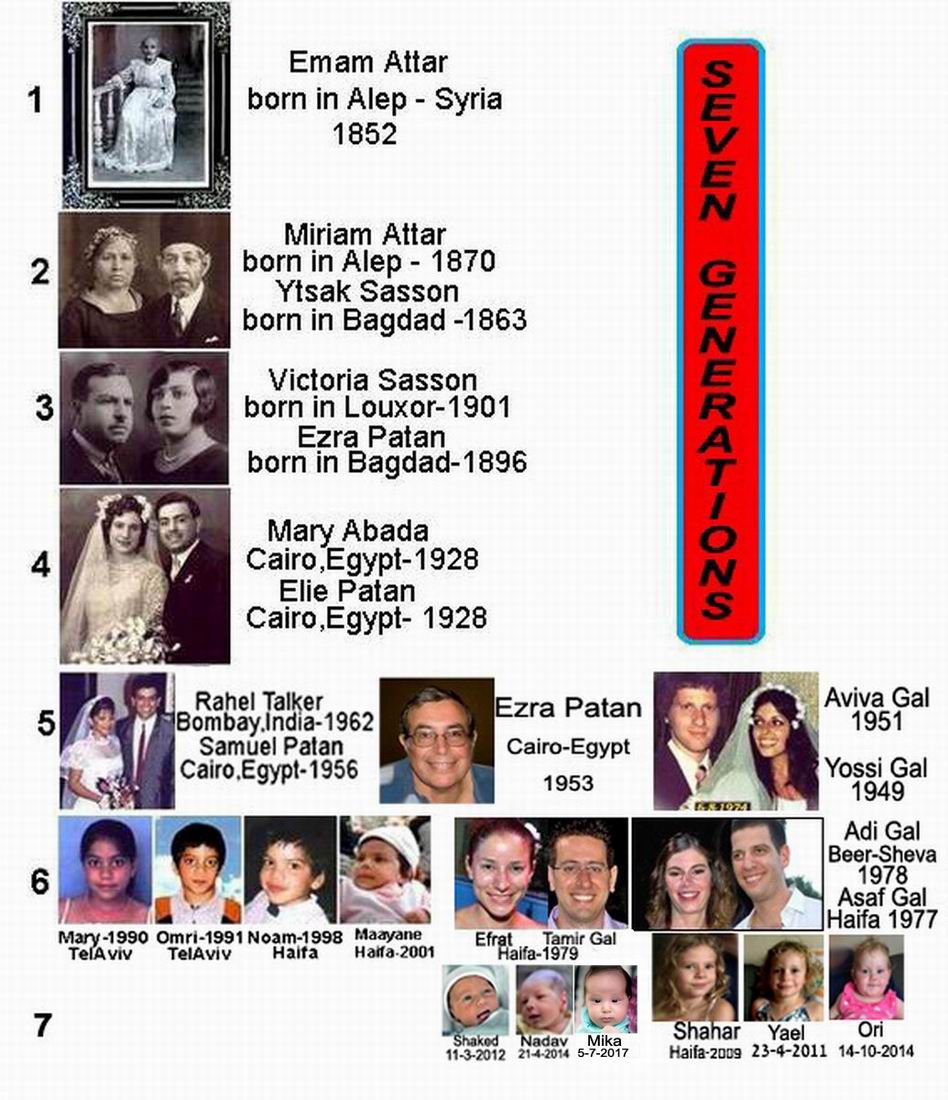 1
Emam Attar
born in Alep - Syria
1852
SEVEN GENERATIONS
2
Miriam Attar
born in Alep - 1870
Ytsak Sasson
born in Bagdad -1863
3
Victoria Sasson
born in Louxor-1901
Ezra Patan
born in Bagdad-1896
4
Mary Abada
Cairo,Egypt-1928
Elie Patan
Cairo,Egypt- 1928
5
Rahel Talker
Bombay,India-1962
Samuel Patan
Cairo,Egypt-1956
Ezra Patan
Cairo-Egypt
1953
6-8-1974
Aviva Gal
1951
Yossi Gal
1949
6
Mary-1990
TelAviv
Omri-1991
TelAviv
Noam-1998
Haifa
Maayane
Haifa-2001
Efrat Tamir Gal
Haifa-1979
Adi Gal
Beer-Sheva
1978
Asaf Gal
Haifa 1977
7
Shaked
11-3-2012
Nadav
21-4-2014
Mika
5-7-2017
Shahar
Haifa-2009
Yael
23-4-2011
Ori
14-10-2014